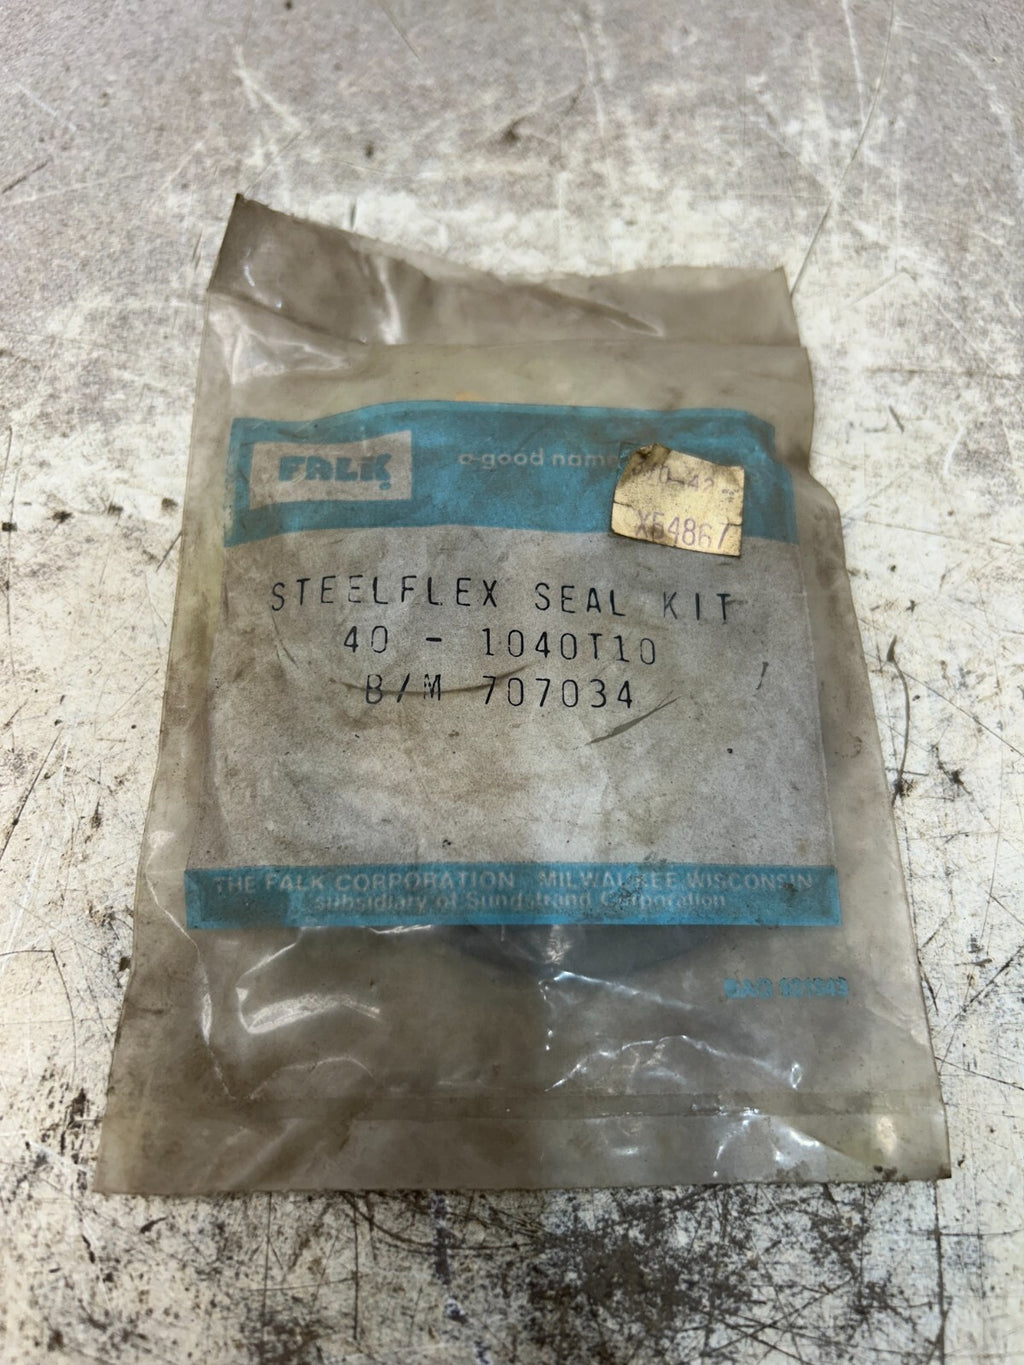 FALK
a good name
X54867
STEELFLEX SEAL KIT
40 - 1040T10
B/M 707034
THE FALK CORPORATION MILWAUKEE, WISCONSIN
subsidiary of Sundstrand Corporation